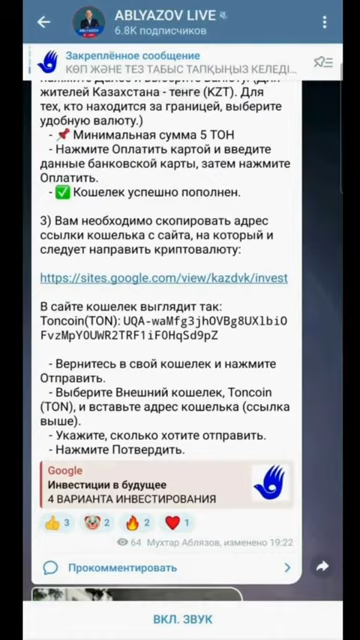 ABLYAZOV LIVE
6.8K подписчиков
Закреплённое сообщение
КӨП ЖӘНЕ ТЕЗ ТАБЫС ТАПҚЫҢЫЗ КЕЛЕДІ...
жителей Казахстана - тенге (KZT). Для
тех, кто находится за границей, выберите
удобную валюту.)
- 📌 Минимальная сумма 5 ТОН
- Нажмите Оплатить картой и введите
данные банковской карты, затем нажмите
Оплатить.
- ✅ Кошелек успешно пополнен.
3) Вам необходимо скопировать адрес
ссылки кошелька с сайта, на который и
следует направить криптовалюту:
https://sites.google.com/view/kazdvk/invest
В сайте кошелек выглядит так:
Toncoin(TON): UQA-waMfg3jhOVBg8UXlbiO
FvzMpY0UWR2TRF1iF0HqSd9pZ
- Вернитесь в свой кошелек и нажмите
Отправить.
- Выберите Внешний кошелек, Toncoin
(TON), и вставьте адрес кошелька (ссылка
выше).
- Укажите, сколько хотите отправить.
- Нажмите Потвердить.
Google
Инвестиции в будущее
4 ВАРИАНТА ИНВЕСТИРОВАНИЯ
👍 3 🤡 2 🔥 2 ❤️ 1
64 Мухтар Аблязов, изменено 19:22
Прокомментировать
ВКЛ. ЗВУК